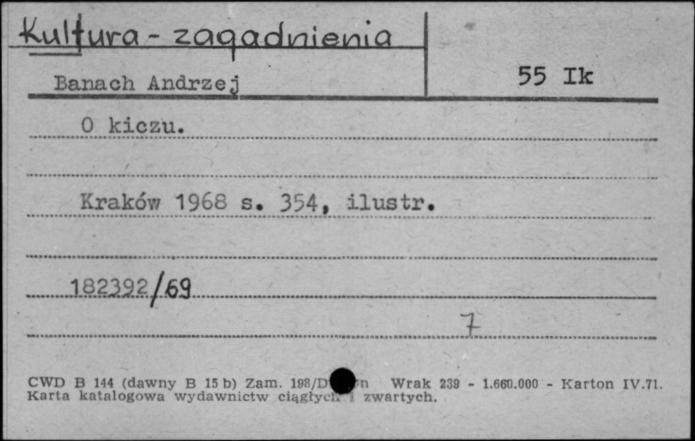 Kultura - zagadnienia
Banach Andrzej
55 Ik
O kiczu.
Kraków 1968 s. 354, ilustr.
182392/69
7
CWD B 144 (dawny B 15 b) Zam. 198/D Wrak 239 - 1.660.000 - Karton IV.71.
Karta katalogowa wydawnictw ciągłych i zwartych.